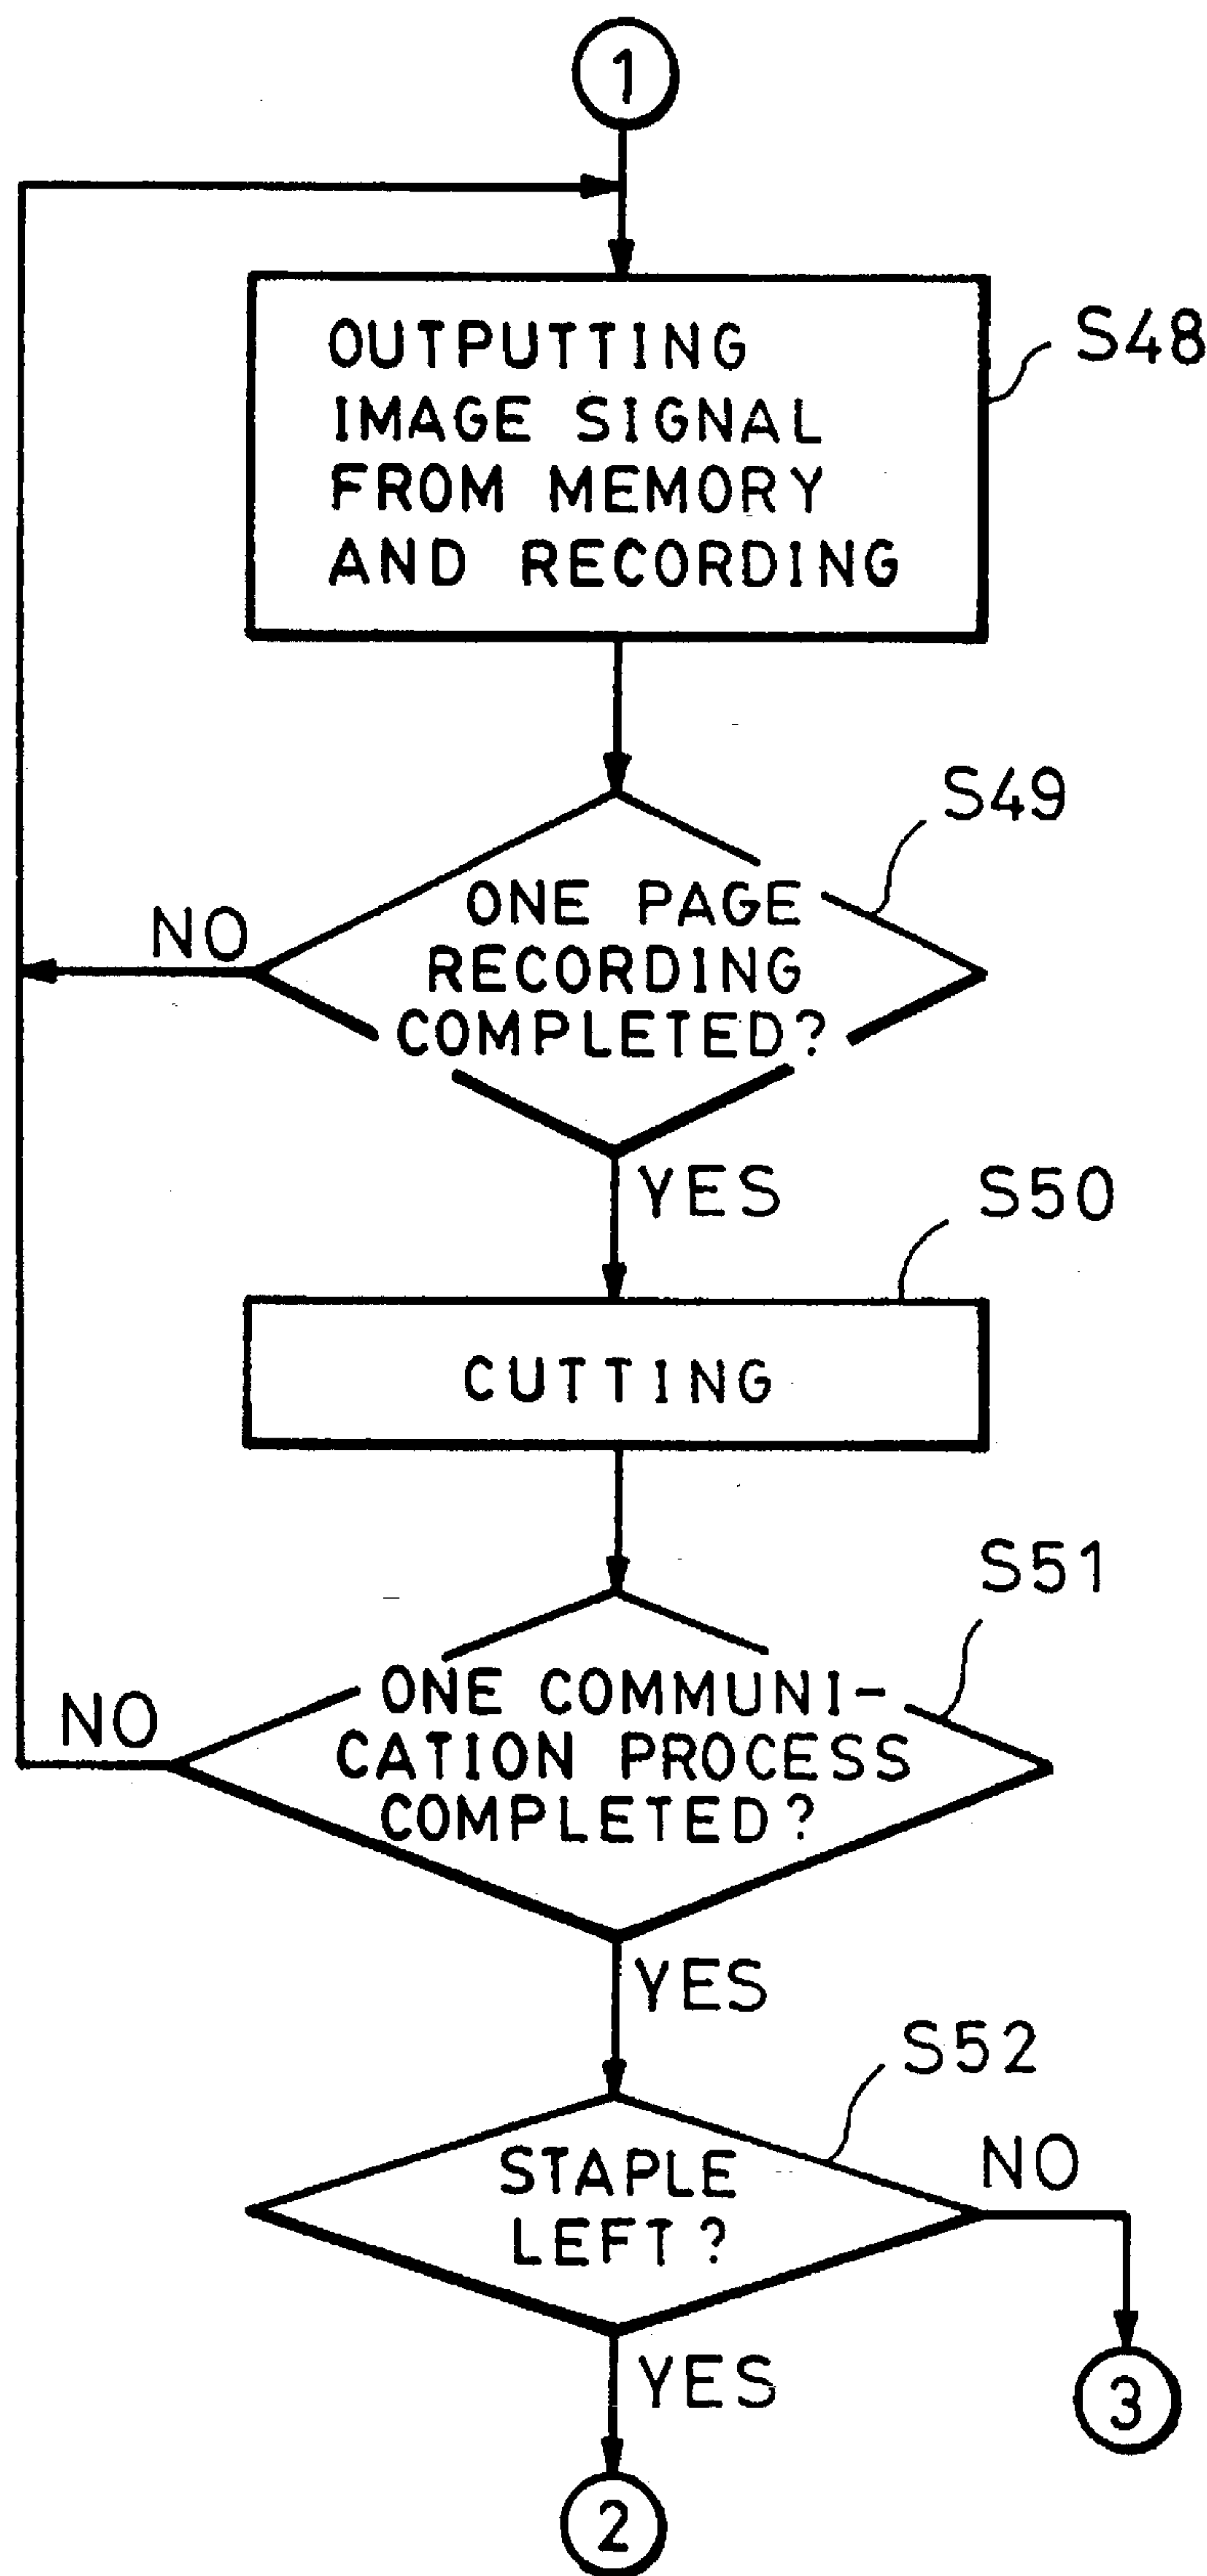 1
OUTPUTTING
IMAGE SIGNAL
FROM MEMORY
AND RECORDING
S48
S49
ONE PAGE
RECORDING
COMPLETED?
NO
YES
S50
CUTTING
S51
ONE COMMUNI-
CATION PROCESS
COMPLETED?
NO
YES
S52
STAPLE
LEFT?
NO
YES
3
2